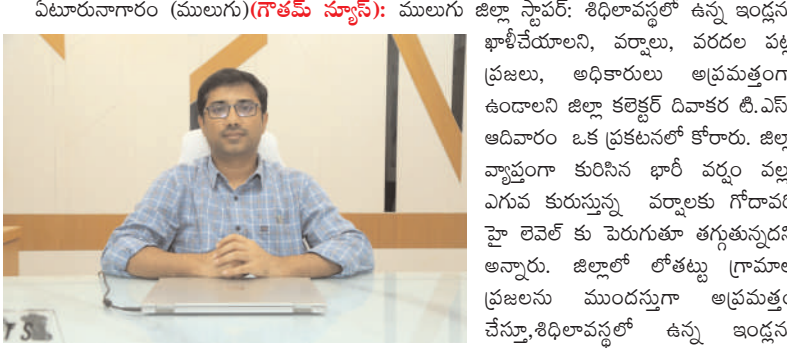 ఏటూరునాగారం (ములుగు)(గౌతమ్ న్యూస్): ములుగు జిల్లా స్టాపర్: శిధిలావస్థలో ఉన్న ఇండ్లన
ఖాళీచేయాలని, వర్షాలు, వరదల పట్ల
ప్రజలు, అధికారులు అప్రమత్తంగా
ఉండాలని జిల్లా కలెక్టర్ దివాకర టి.ఎస్
ఆదివారం ఒక ప్రకటనలో కోరారు. జిల్లా
వ్యాప్తంగా కురిసిన భారీ వర్షం వల్ల
ఎగువ కురుస్తున్న వర్షాలకు గోదావరి
హై లెవెల్ కు పెరుగుతూ తగ్గుతున్నదని
అన్నారు. జిల్లాలో లోతట్టు గ్రామాల
ప్రజలను ముందస్తుగా అప్రమత్తం
చేస్తూ,శిధిలావస్థలో ఉన్న ఇండ్లన